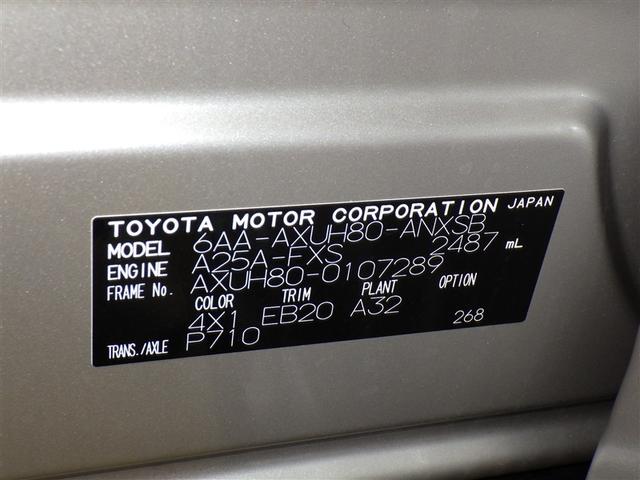 TOYOTA MOTOR CORPORATION JAPAN
MODEL 6AA-AXUH80-ANXSB
ENGINE A25A-FXS 2487 mL
FRAME No. AXUH80-0107289
COLOR TRIM PLANT OPTION
4X1 EB20 A32 268
TRANS./AXLE P710